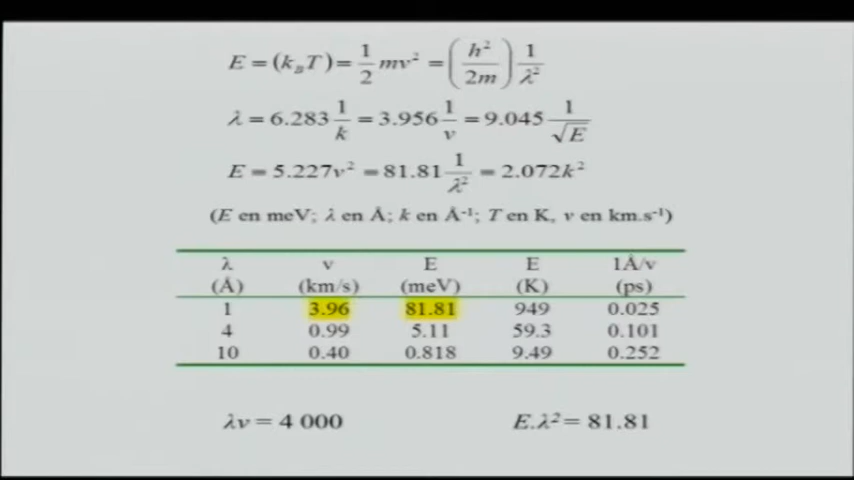 E = (k_B T) = 1/2 mv² = (h²/2m) 1/λ²
λ = 6.283 1/k = 3.956 1/v = 9.045 1/√E
E = 5.227v² = 81.81 1/λ² = 2.072k²
(E en meV; λ en Å; k en Å⁻¹; T en K, v en km.s⁻¹)
λ v E E 1Å/v
(Å) (km/s) (meV) (K) (ps)
1 3.96 81.81 949 0.025
4 0.99 5.11 59.3 0.101
10 0.40 0.818 9.49 0.252
λv = 4 000 E.λ² = 81.81